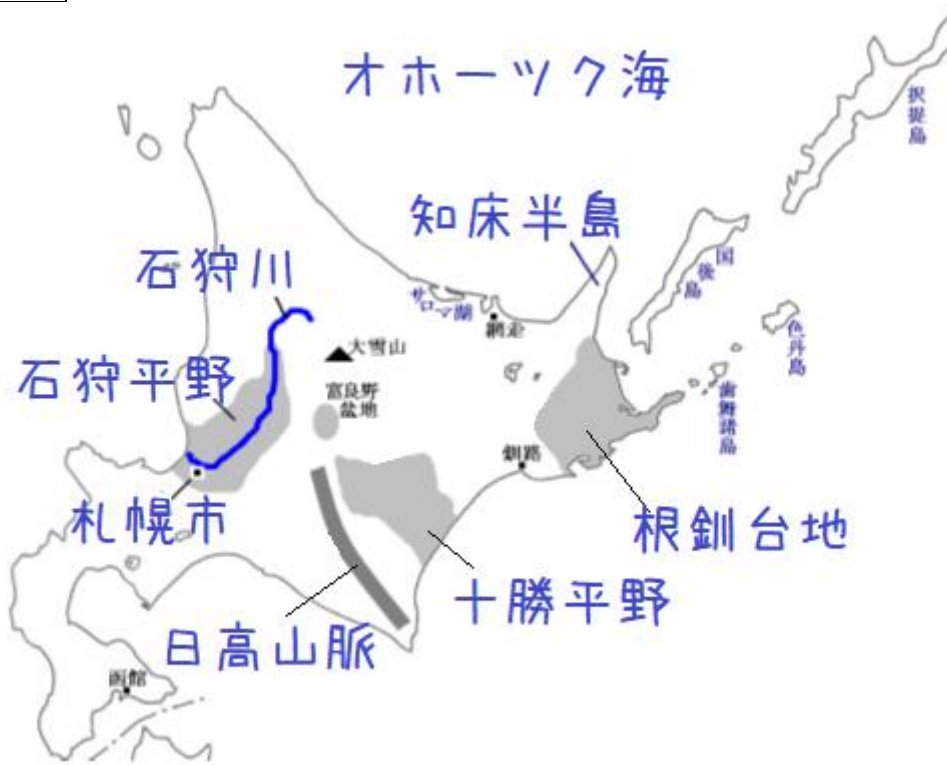 オホーツク海
択捉島
知床半島
国後島
石狩川
サロマ湖
網走
色丹島
大雪山
石狩平野
富良野
盆地
歯舞諸島
釧路
札幌市
根釧台地
十勝平野
日高山脈
函館